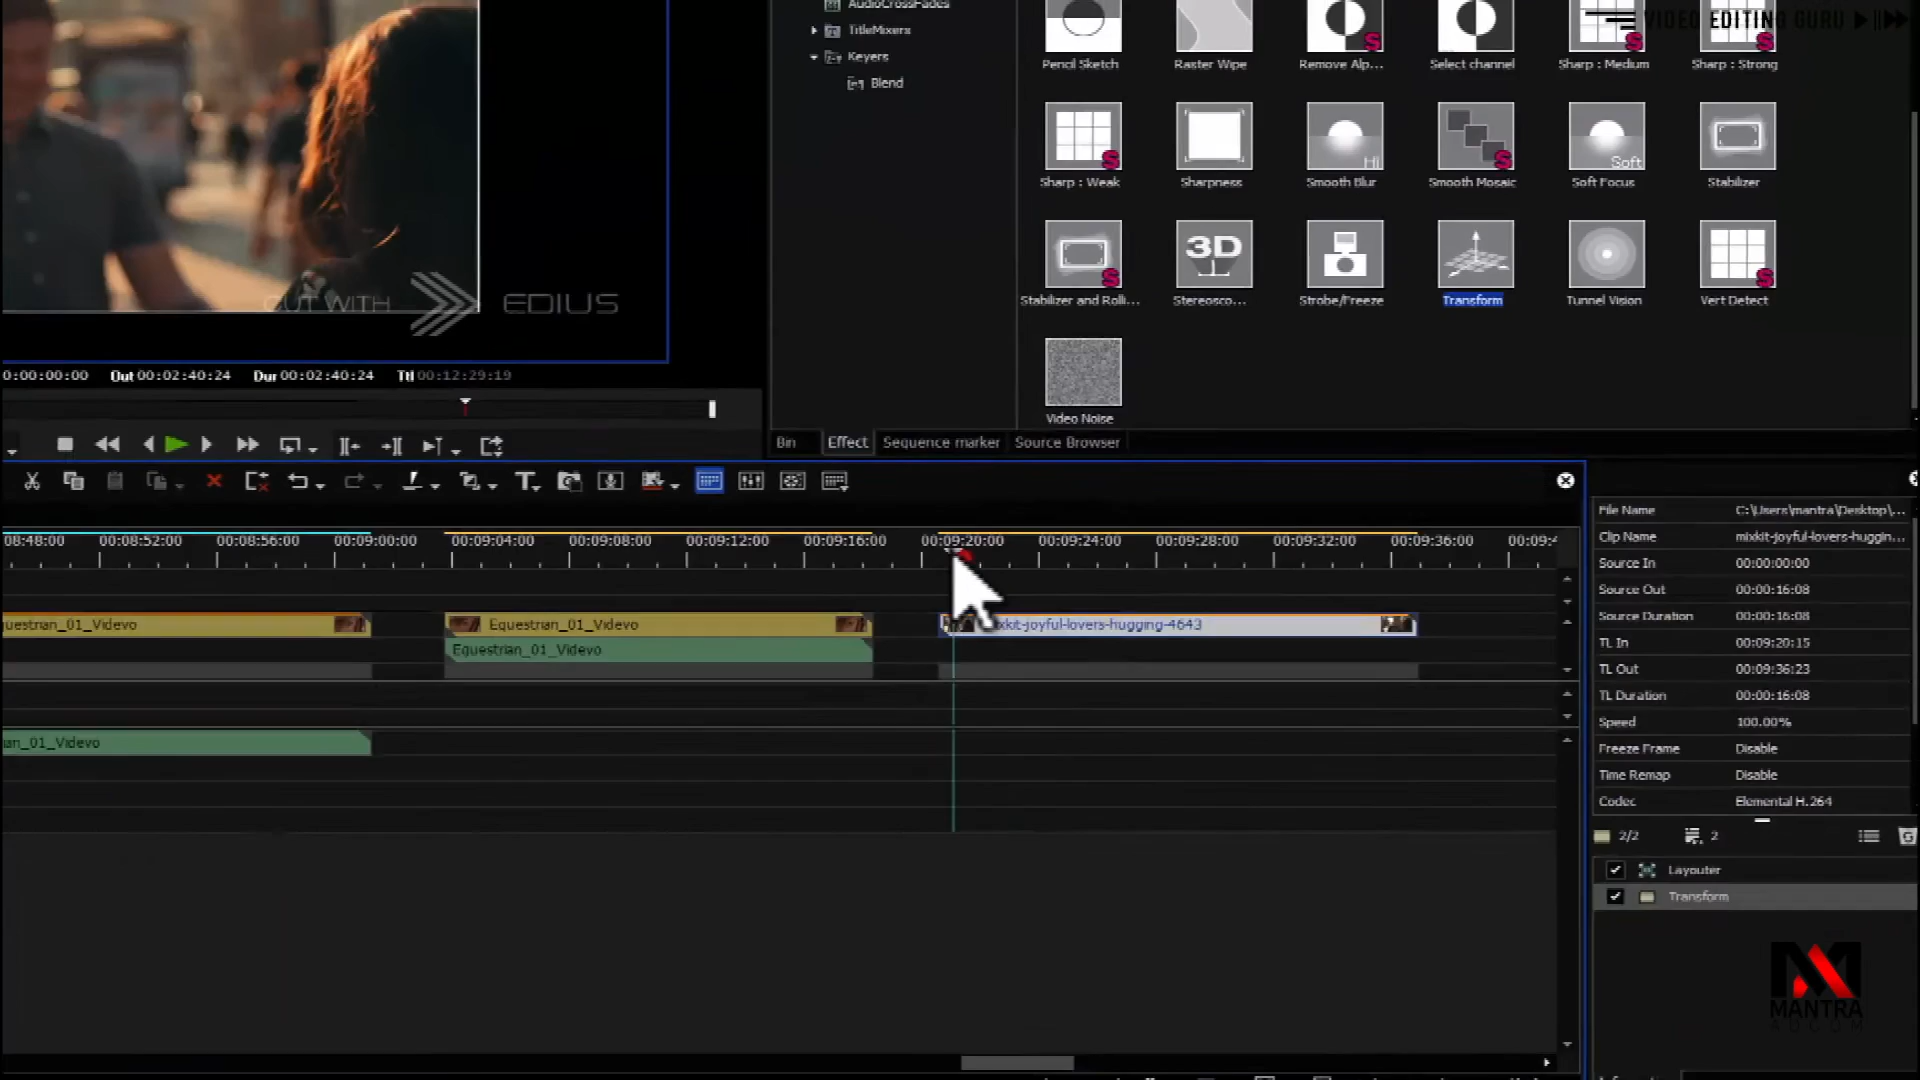 AudioCrossFades
TitleMixers
Keyers
Blend
VIDEO EDITING GURU
Pencil Sketch
Raster Wipe
Remove Alp...
Select channel
Sharp : Medium
Sharp : Strong
Hi
Soft
Sharp : Weak
Sharpness
Smooth Blur
Smooth Mosaic
Soft Focus
Stabilizer
3D
Stabilizer and Rolli...
Stereosco...
Strobe/Freeze
Transform
Tunnel Vision
Vert Detect
Video Noise
CUT WITH EDIUS
0:00:00:00 Out 00:02:40:24 Dur 00:02:40:24 Ttl 00:12:29:19
Bin Effect Sequence marker Source Browser
08:48:00 00:08:52:00 00:08:56:00 00:09:00:00 00:09:04:00 00:09:08:00 00:09:12:00 00:09:16:00 00:09:20:00 00:09:24:00 00:09:28:00 00:09:32:00 00:09:36:00 00:09:4
uestrian_01_Videvo
Equestrian_01_Videvo
ixkit-joyful-lovers-hugging-4643
Equestrian_01_Videvo
ian_01_Videvo
File Name C:\Users\mantra\Desktop\...
Clip Name mixkit-joyful-lovers-huggin...
Source In 00:00:00:00
Source Out 00:00:16:08
Source Duration 00:00:16:08
TL In 00:09:20:15
TL Out 00:09:36:23
TL Duration 00:00:16:08
Speed 100.00%
Freeze Frame Disable
Time Remap Disable
Codec Elemental H.264
2/2 2
Layouter
Transform
MANTRA
ADCOM